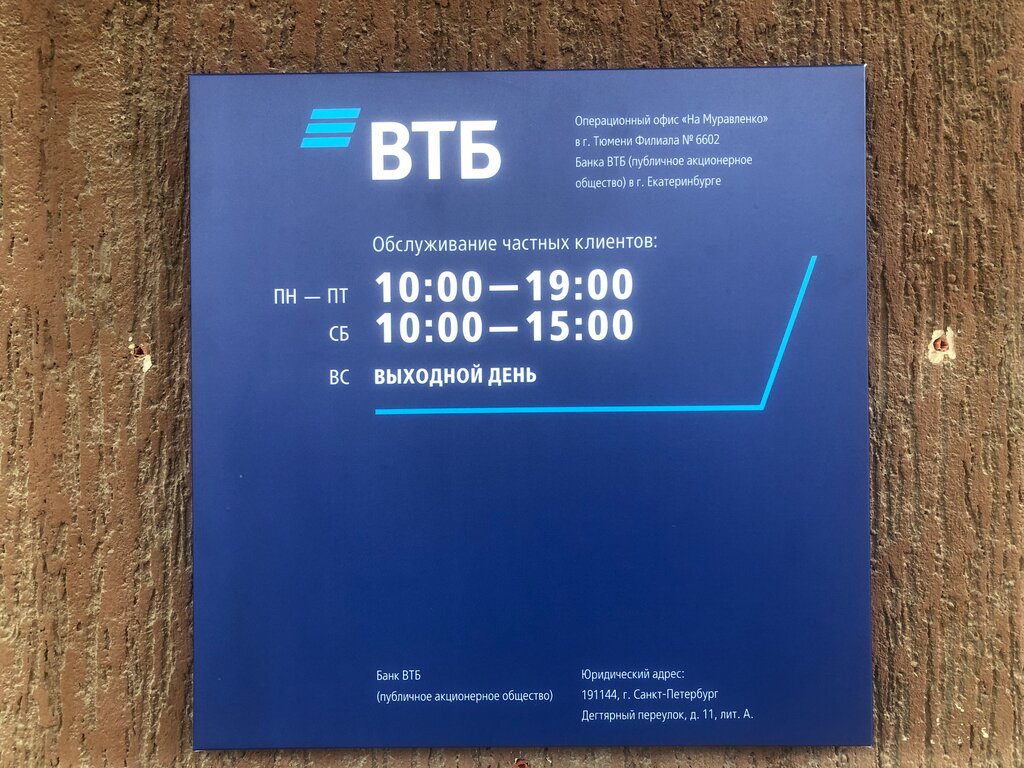 ВТБ
Операционный офис «На Муравленко»
в г. Тюмени Филиала № 6602
Банка ВТБ (публичное акционерное
общество) в г. Екатеринбурге
Обслуживание частных клиентов:
ПН — ПТ 10:00—19:00
СБ 10:00—15:00
ВС ВЫХОДНОЙ ДЕНЬ
Банк ВТБ
(публичное акционерное общество)
Юридический адрес:
191144, г. Санкт-Петербург
Дегтярный переулок, д. 11, лит. А.